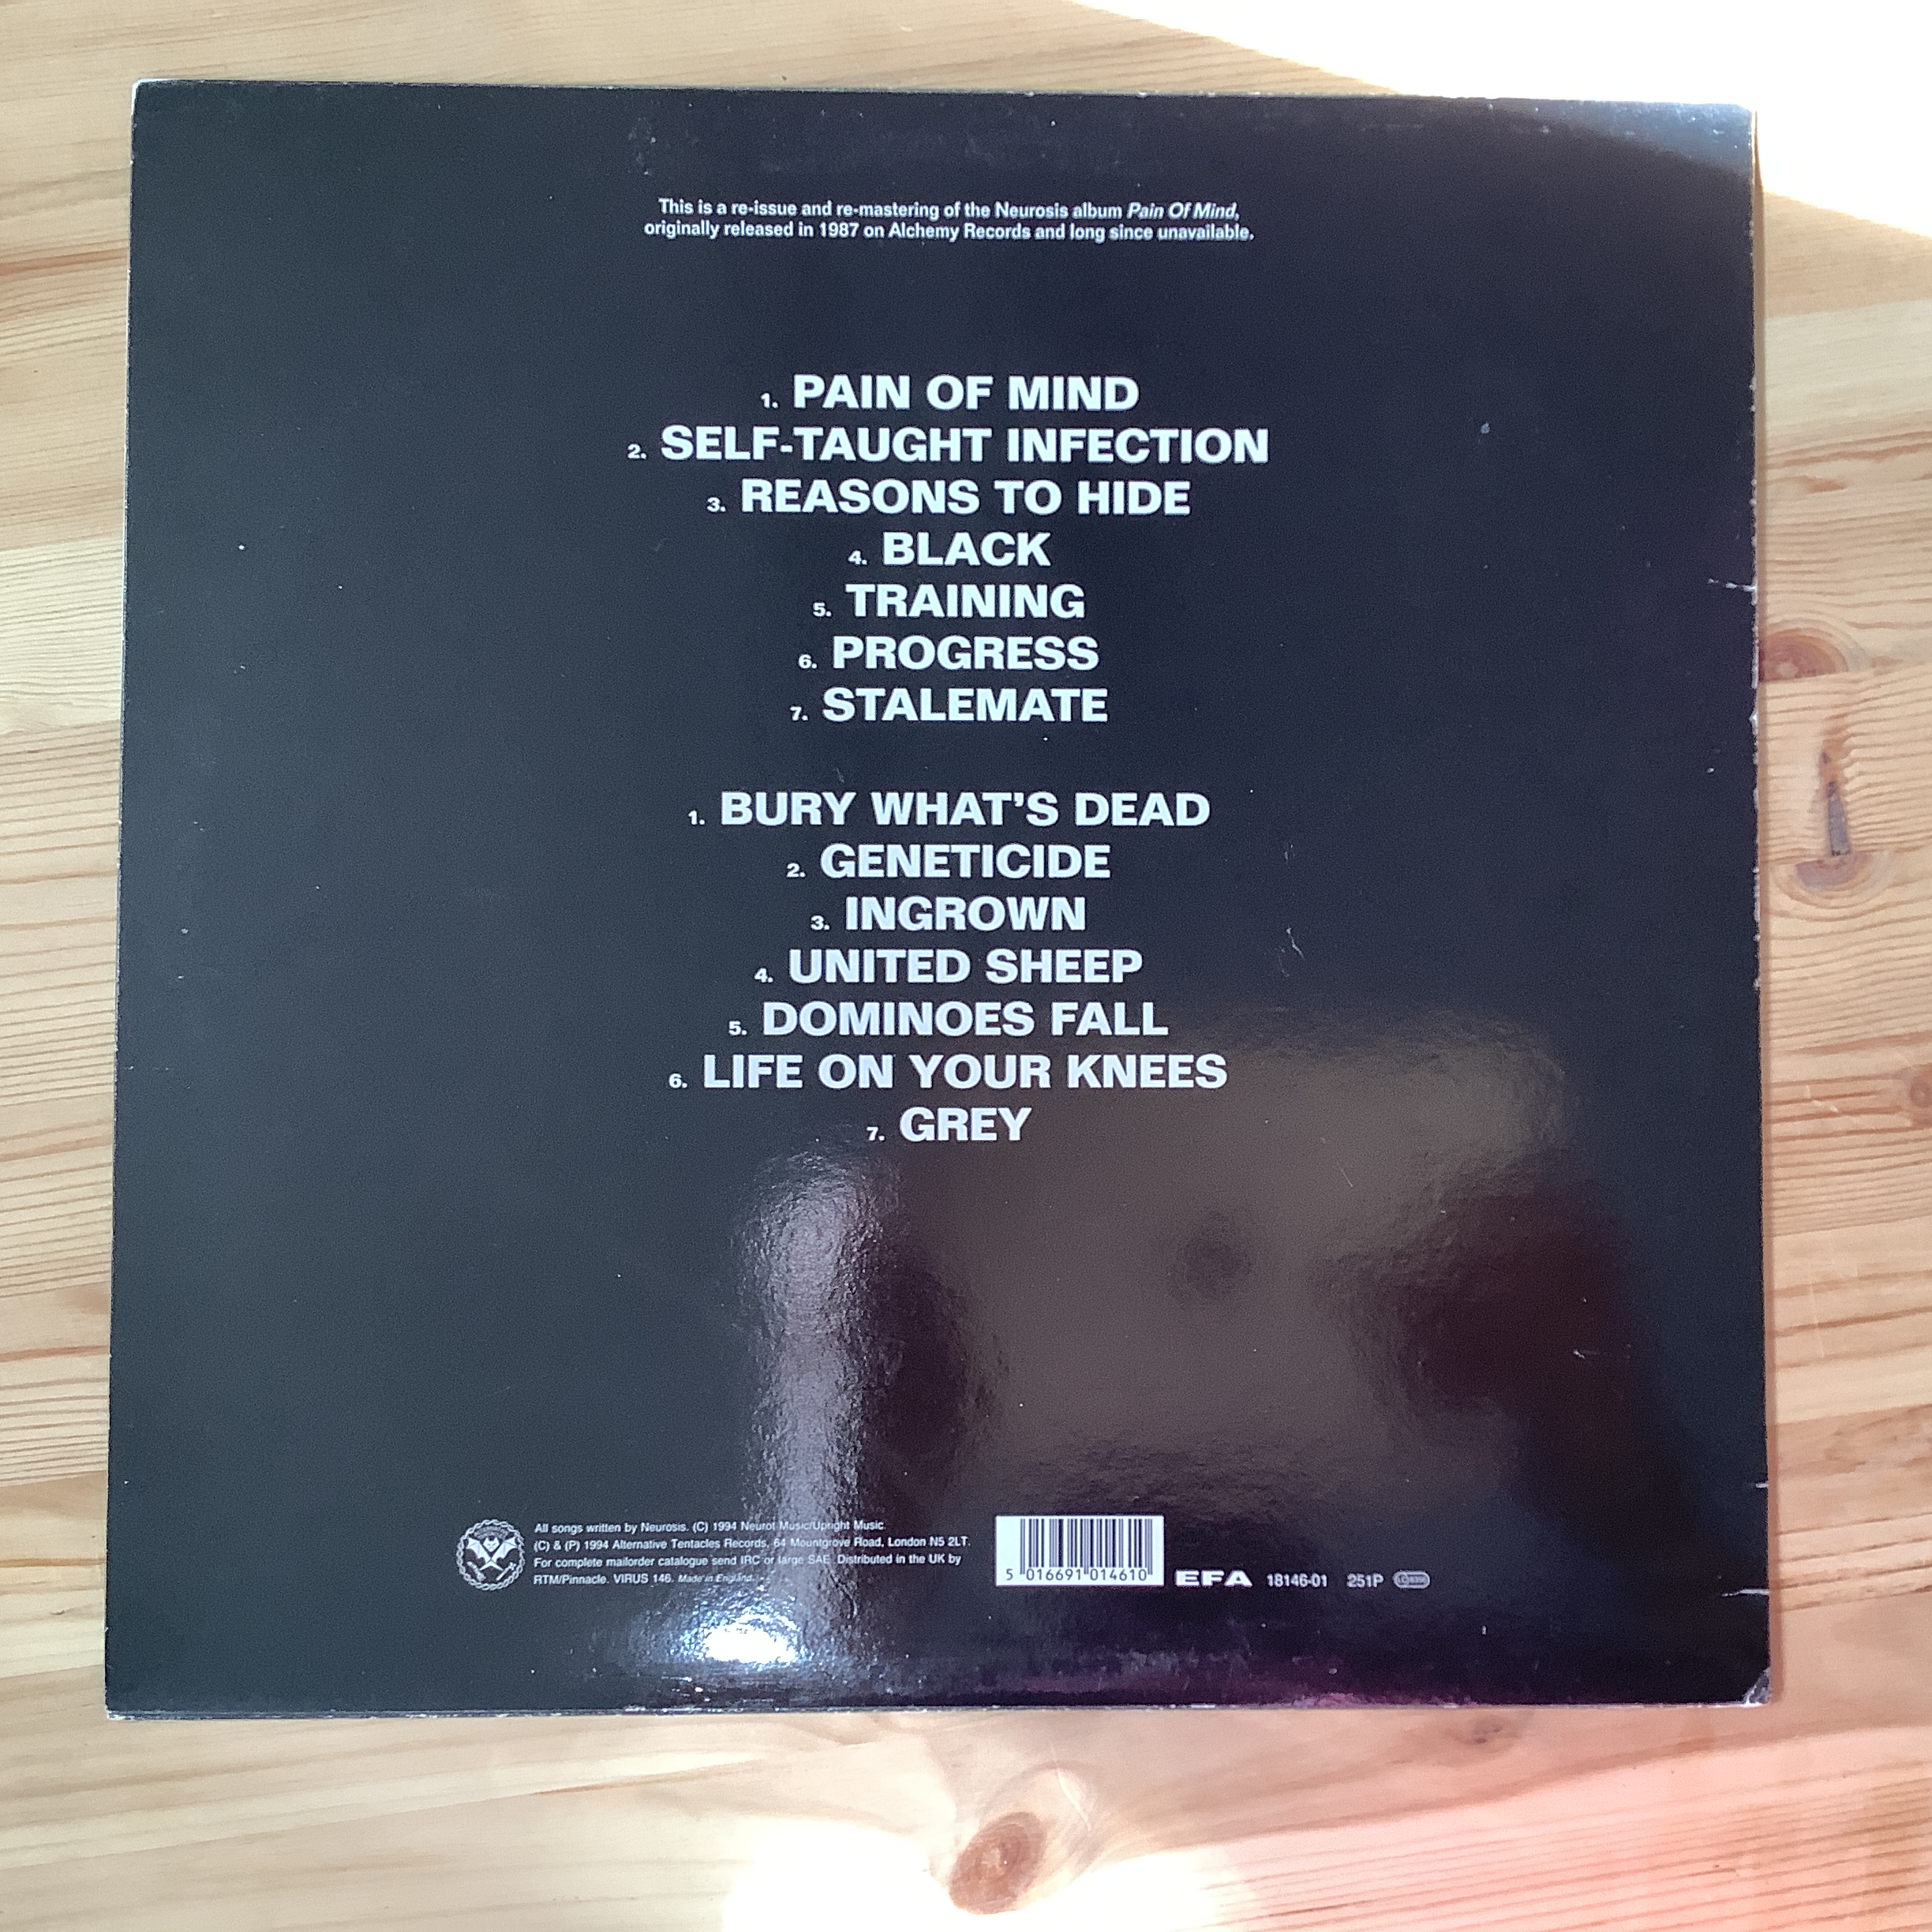 This is a re-issue and re-mastering of the Neurosis album Pain Of Mind,
originally released in 1987 on Alchemy Records and long since unavailable.
1. PAIN OF MIND
2. SELF-TAUGHT INFECTION
3. REASONS TO HIDE
4. BLACK
5. TRAINING
6. PROGRESS
7. STALEMATE
1. BURY WHAT'S DEAD
2. GENETICIDE
3. INGROWN
4. UNITED SHEEP
5. DOMINOES FALL
6. LIFE ON YOUR KNEES
7. GREY
All songs written by Neurosis. (C) 1994 Neurot Music/Upright Music.
(C) & (P) 1994 Alternative Tentacles Records, 64 Mountgrove Road, London N5 2LT.
For complete mailorder catalogue send IRC or large SAE. Distributed in the UK by
RTM/Pinnacle. VIRUS 146. Made in England.
5 016691 014610
EFA 18146-01 251P